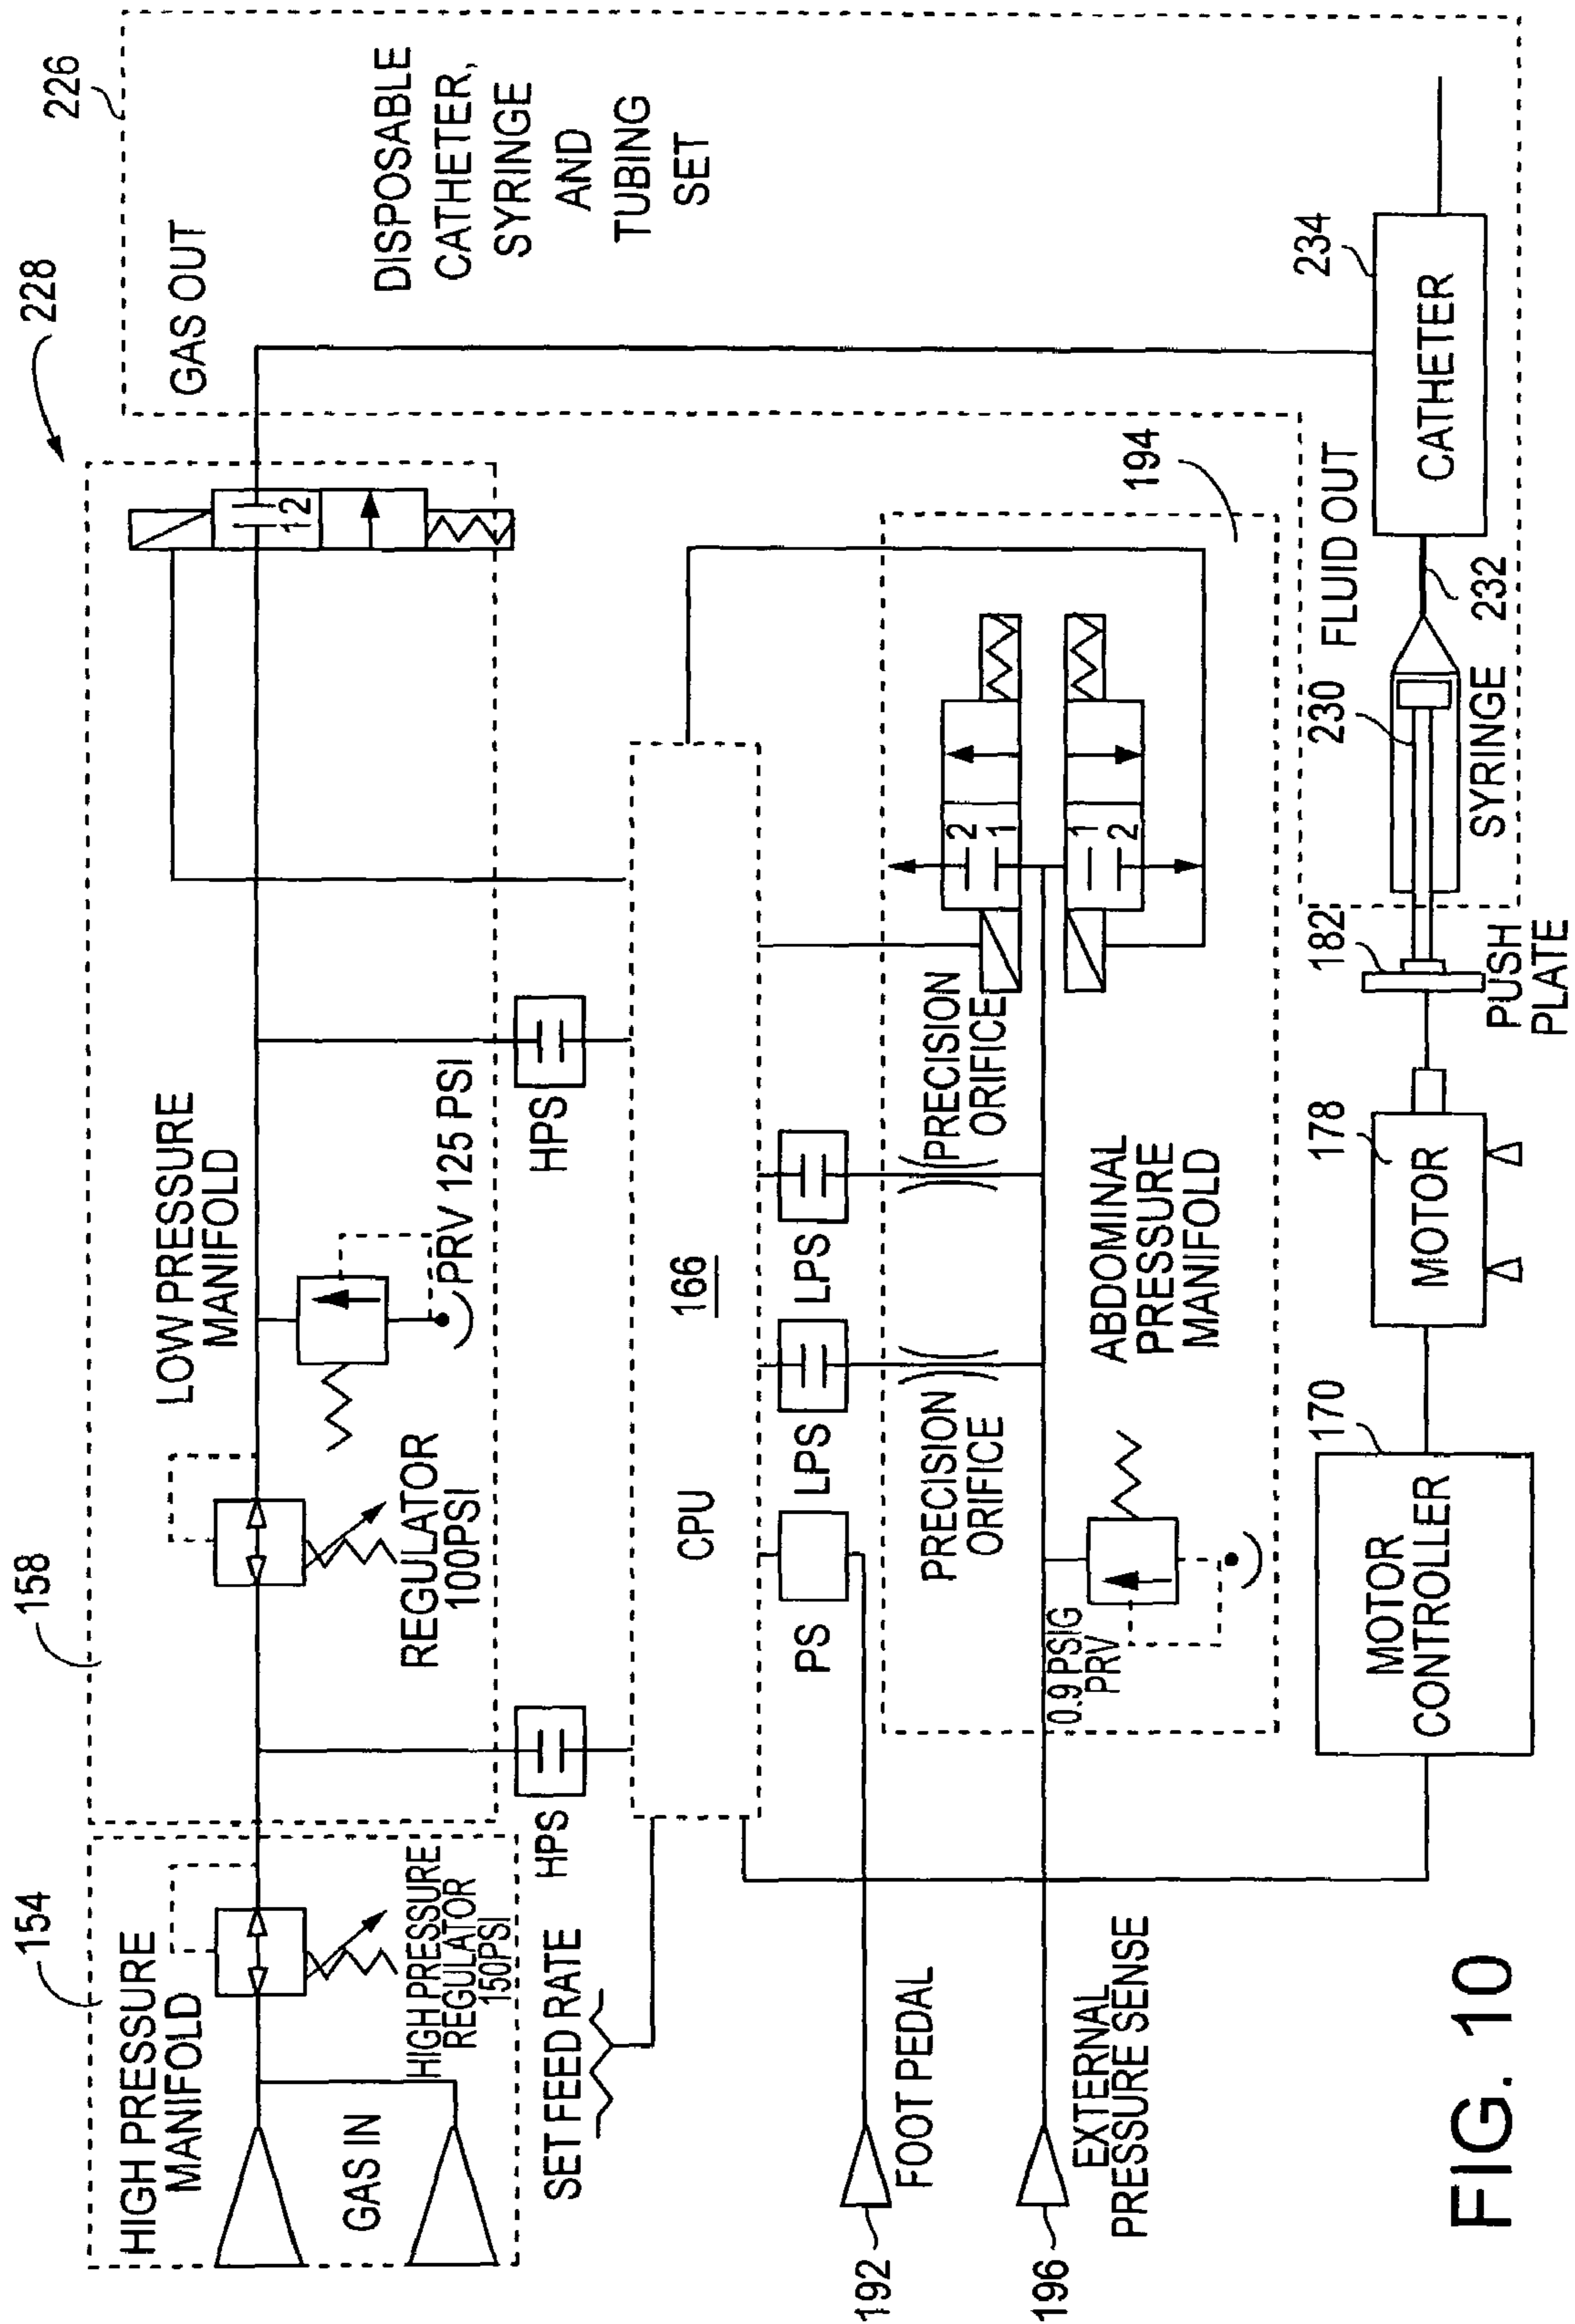 226
228
GAS OUT
DISPOSABLE
CATHETER,
SYRINGE
AND
TUBING
SET
158
154
LOW PRESSURE
MANIFOLD
HIGH PRESSURE
MANIFOLD
GAS IN
HIGH PRESSURE
REGULATOR
150PSI
REGULATOR
100PSI
PRV 125 PSI
1 2
HPS
HPS
SET FEED RATE
CPU
166
PS
LPS
LPS
194
2
1
1
2
PRECISION
ORIFICE
PRECISION
ORIFICE
0.9 PSIG
PRV
ABDOMINAL
PRESSURE
MANIFOLD
192
FOOT PEDAL
196
EXTERNAL
PRESSURE SENSE
170
MOTOR
CONTROLLER
178
MOTOR
182
PUSH
PLATE
230
SYRINGE
FLUID OUT
232
234
CATHETER
FIG. 10